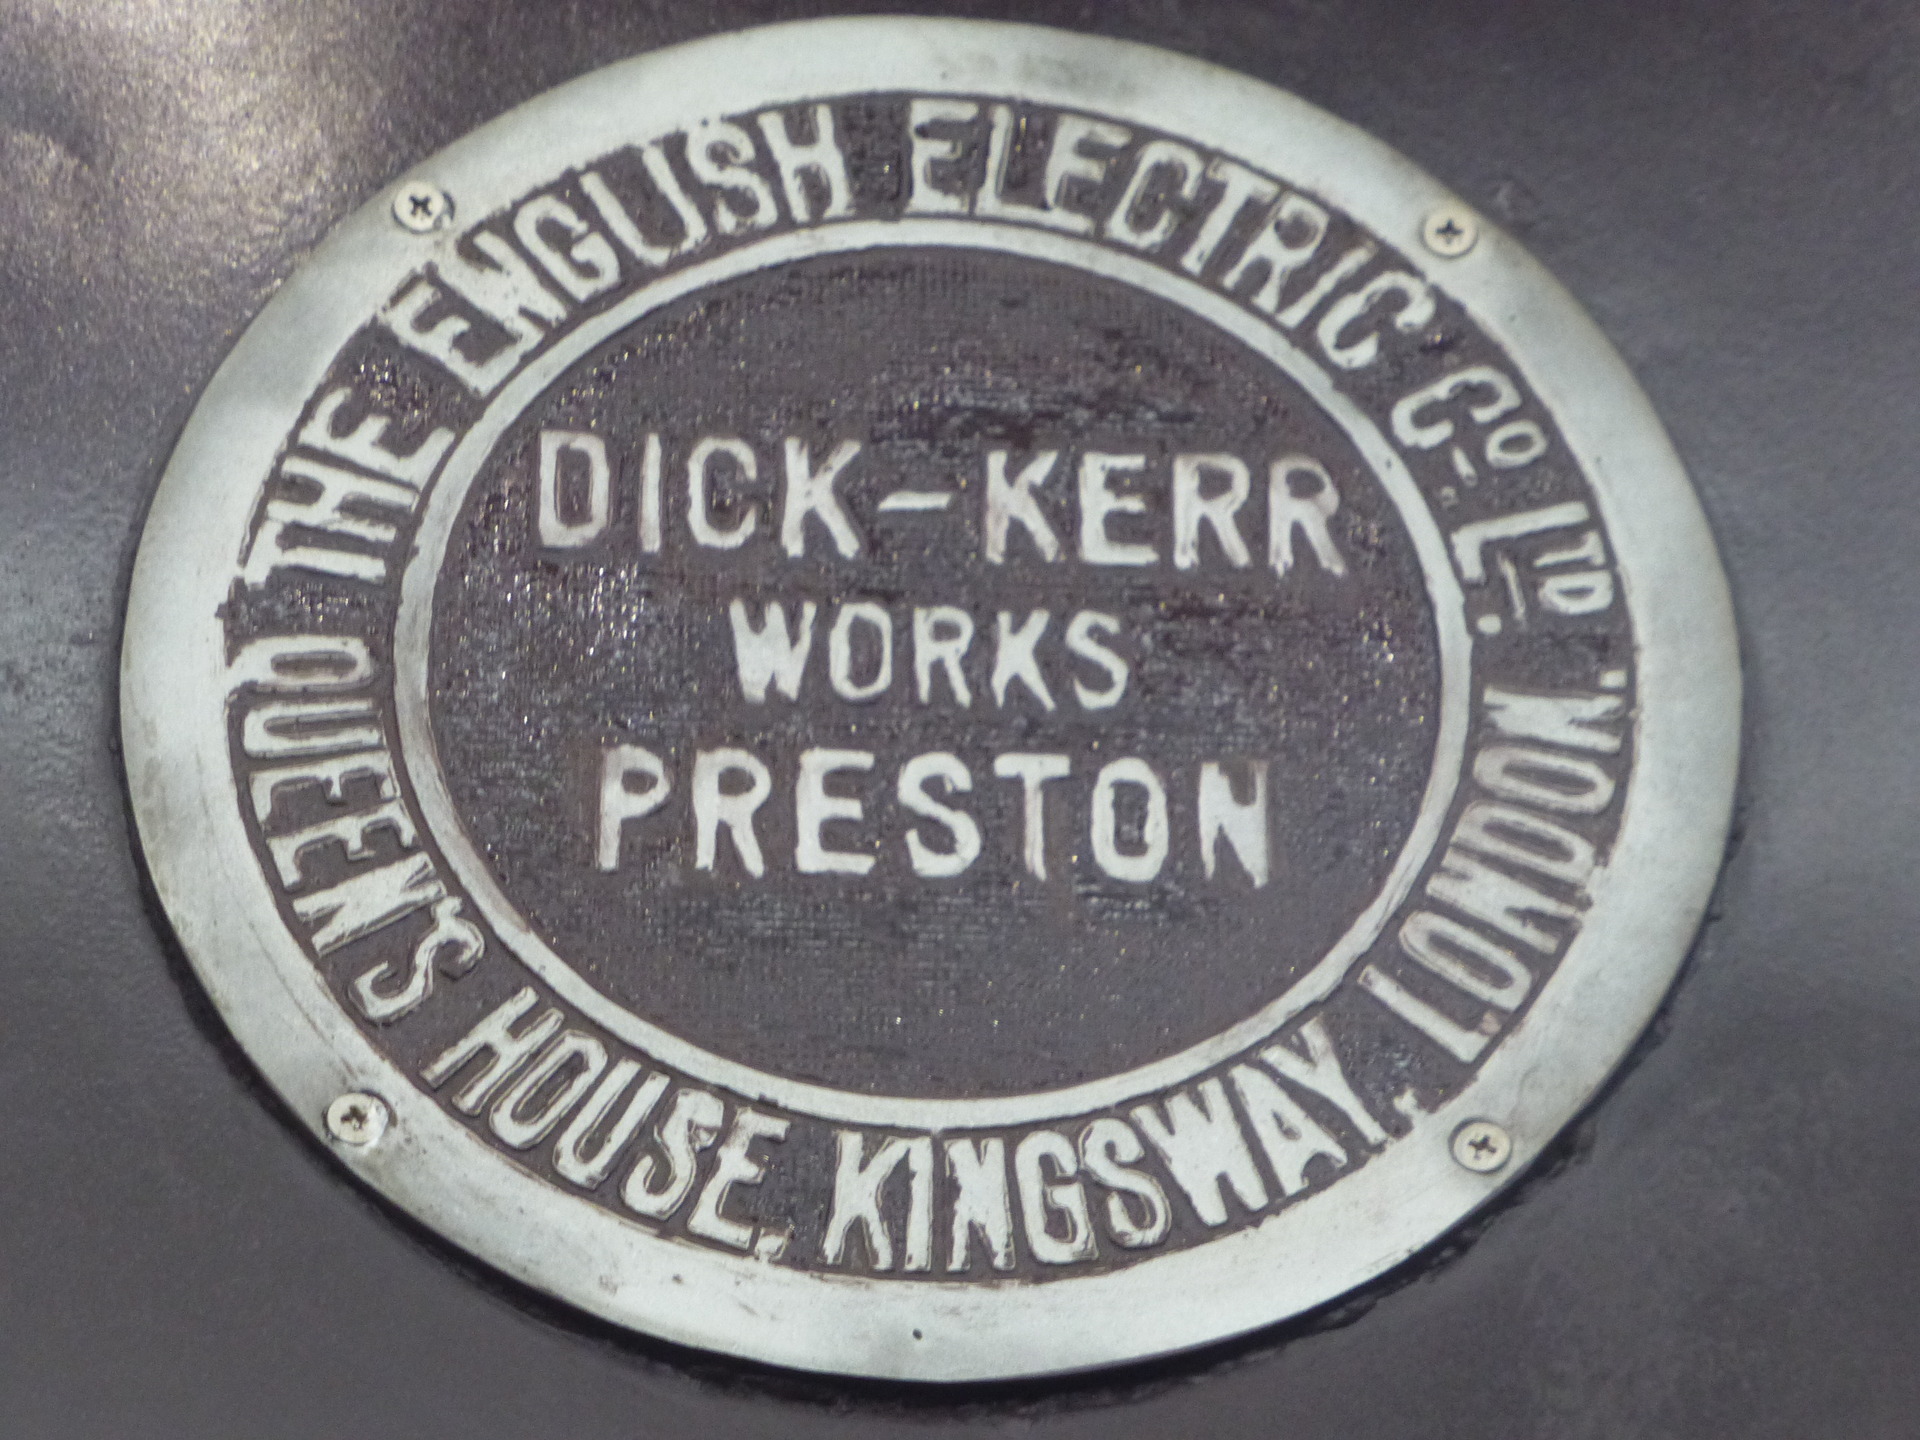 THE ENGLISH ELECTRIC Cº LTD.
QUEEN'S HOUSE. KINGSWAY, LONDON.
DICK-KERR
WORKS
PRESTON